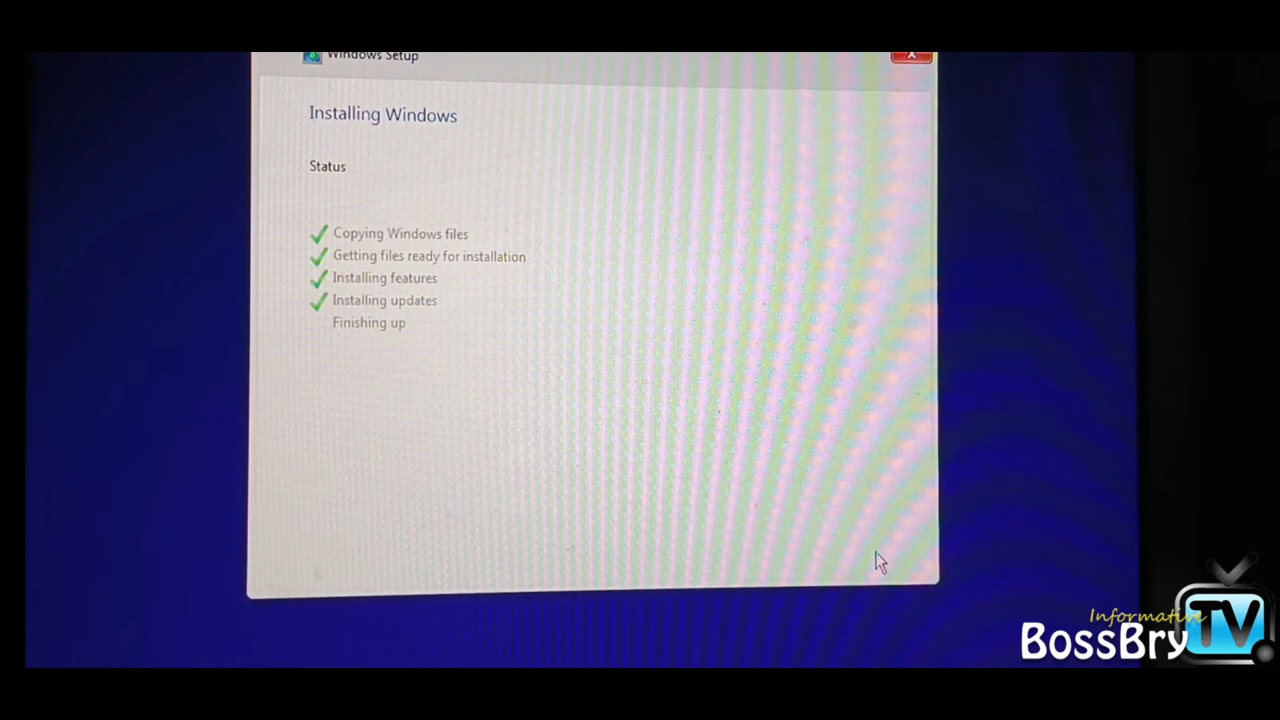 Windows Setup
Installing Windows
Status
Copying Windows files
Getting files ready for installation
Installing features
Installing updates
Finishing up
Informative
BossBry TV